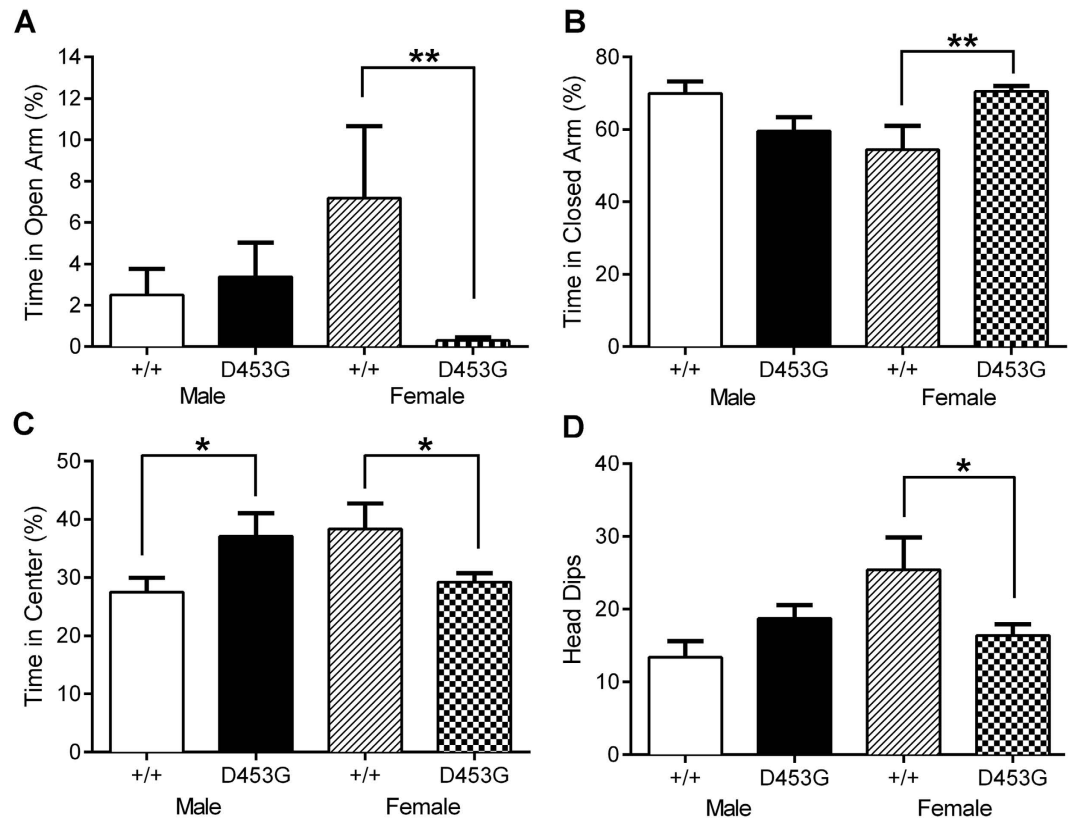 A
Time in Open Arm (%)
14
12
10
8
6
4
2
0
**
+/+ D453G +/+ D453G
Male Female
B
Time in Closed Arm (%)
80
60
40
20
0
**
+/+ D453G +/+ D453G
Male Female
C
Time in Center (%)
50
40
30
20
10
0
* *
+/+ D453G +/+ D453G
Male Female
D
Head Dips
40
30
20
10
0
*
+/+ D453G +/+ D453G
Male Female